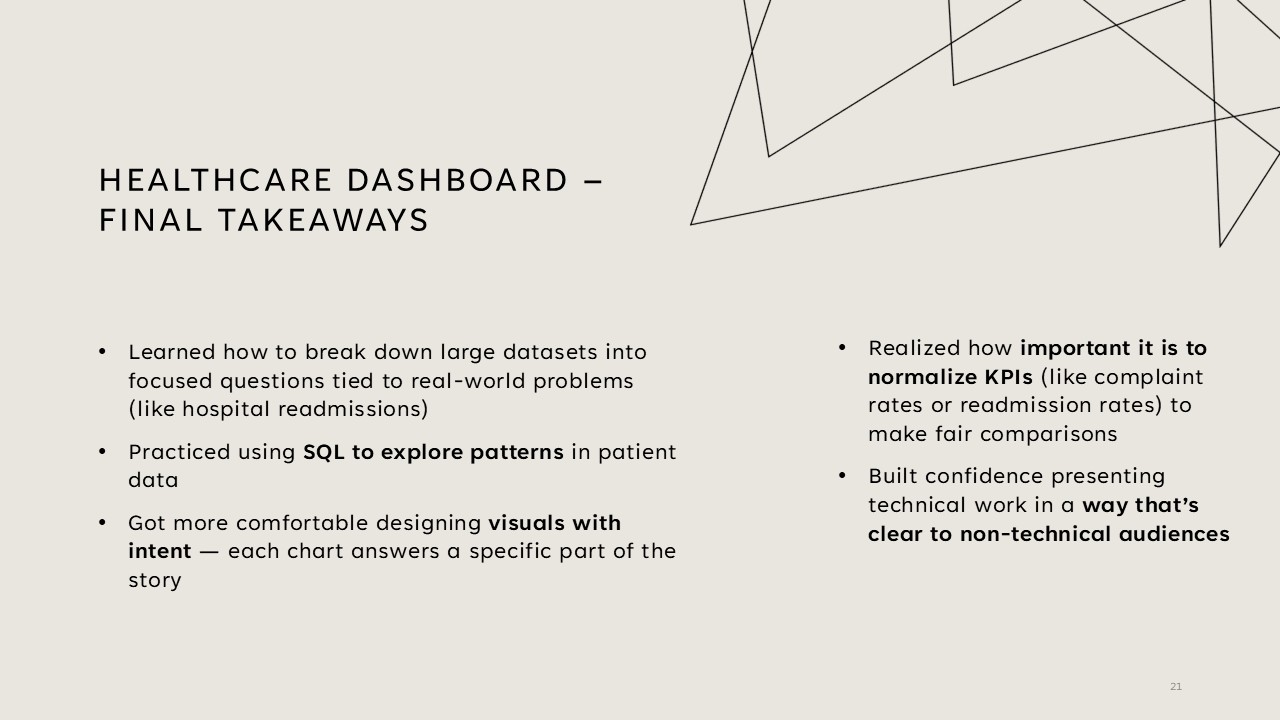 HEALTHCARE DASHBOARD –
FINAL TAKEAWAYS
• Learned how to break down large datasets into
focused questions tied to real-world problems
(like hospital readmissions)
• Practiced using SQL to explore patterns in patient
data
• Got more comfortable designing visuals with
intent — each chart answers a specific part of the
story
• Realized how important it is to
normalize KPIs (like complaint
rates or readmission rates) to
make fair comparisons
• Built confidence presenting
technical work in a way that’s
clear to non-technical audiences
21